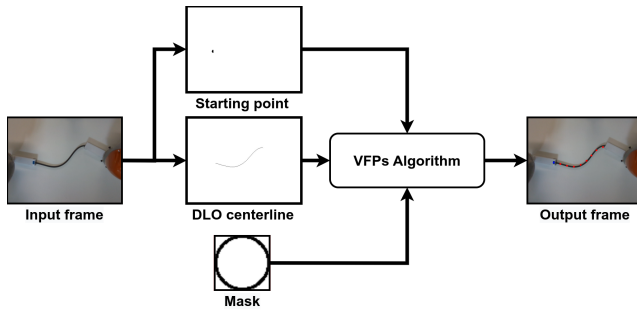 Starting point
VFPs Algorithm
Input frame
DLO centerline
Output frame
Mask